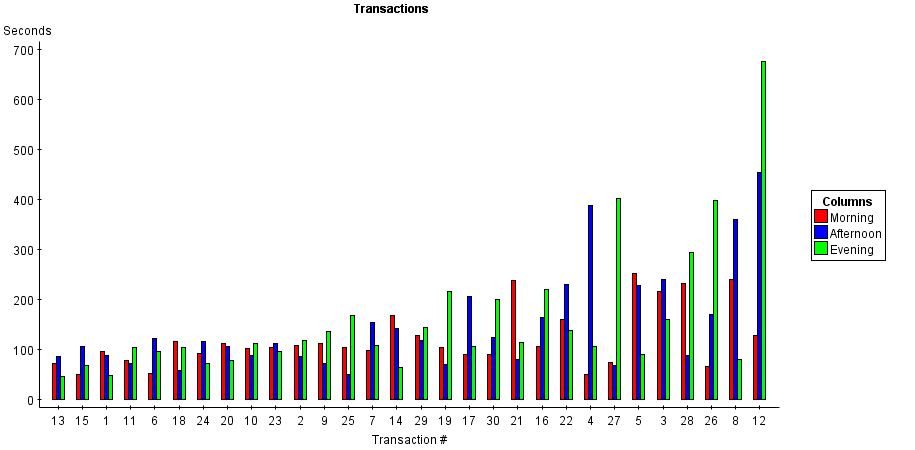 Transactions
Seconds
700
600
500
400
300
200
100
0
Columns
Morning
Afternoon
Evening
13 15 1 11 6 18 24 20 10 23 2 9 25 7 14 29 19 17 30 21 16 22 4 27 5 3 28 26 8 12
Transaction #